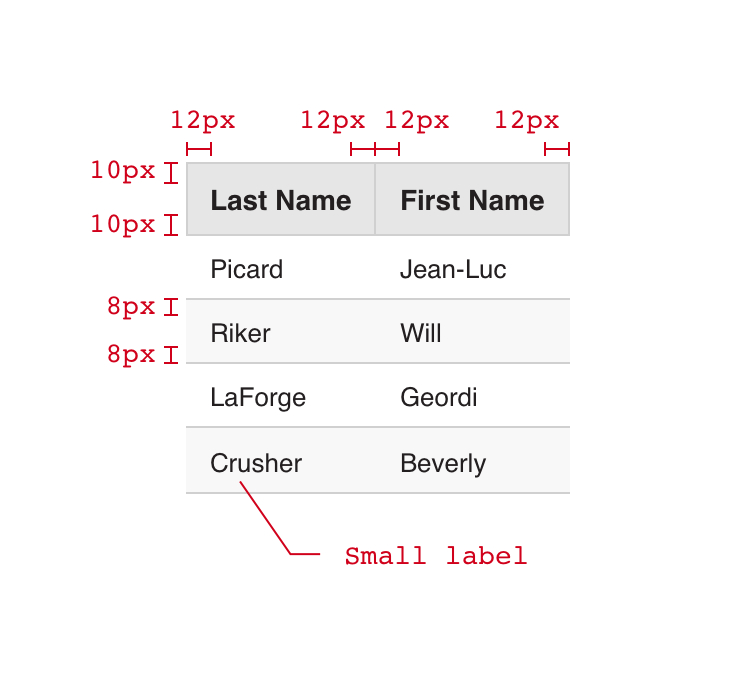 12px 12px 12px 12px
10px
Last Name First Name
10px
Picard Jean-Luc
8px
Riker Will
8px
LaForge Geordi
Crusher Beverly
Small label